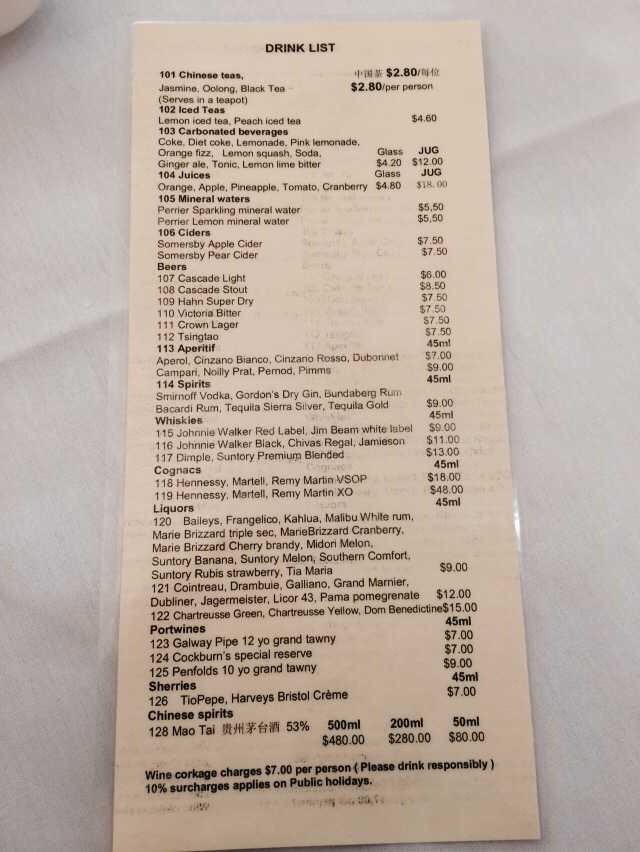 DRINK LIST
101 Chinese teas, 中国茶 $2.80/每位
Jasmine, Oolong, Black Tea $2.80/per person
(Serves in a teapot)
102 Iced Teas
Lemon iced tea, Peach iced tea $4.60
103 Carbonated beverages
Coke, Diet coke, Lemonade, Pink lemonade,
Orange fizz, Lemon squash, Soda, Glass JUG
Ginger ale, Tonic, Lemon lime bitter $4.20 $12.00
104 Juices Glass JUG
Orange, Apple, Pineapple, Tomato, Cranberry $4.80 $18.00
105 Mineral waters
Perrier Sparkling mineral water $5,50
Perrier Lemon mineral water $5,50
106 Ciders
Somersby Apple Cider $7.50
Somersby Pear Cider $7.50
Beers
107 Cascade Light $6.00
108 Cascade Stout $8.50
109 Hahn Super Dry $7.50
110 Victoria Bitter $7.50
111 Crown Lager $7.50
112 Tsingtao $7.50
113 Aperitif 45ml
Aperol, Cinzano Bianco, Cinzano Rosso, Dubonnet $7.00
Campari, Noilly Prat, Pernod, Pimms $9.00
114 Spirits 45ml
Smirnoff Vodka, Gordon's Dry Gin, Bundaberg Rum
Bacardi Rum, Tequila Sierra Silver, Tequila Gold $9.00
Whiskies 45ml
115 Johnnie Walker Red Label, Jim Beam white label $9.00
116 Johnnie Walker Black, Chivas Regal, Jamieson $11.00
117 Dimple, Suntory Premium Blended $13.00
Cognacs 45ml
118 Hennessy, Martell, Remy Martin VSOP $18.00
119 Hennessy, Martell, Remy Martin XO $48.00
Liquors 45ml
120 Baileys, Frangelico, Kahlua, Malibu White rum,
Marie Brizzard triple sec, MarieBrizzard Cranberry,
Marie Brizzard Cherry brandy, Midori Melon,
Suntory Banana, Suntory Melon, Southern Comfort,
Suntory Rubis strawberry, Tia Maria $9.00
121 Cointreau, Drambuie, Galliano, Grand Marnier,
Dubliner, Jagermeister, Licor 43, Pama pomegrenate $12.00
122 Chartreusse Green, Chartreusse Yellow, Dom Benedictine $15.00
Portwines 45ml
123 Galway Pipe 12 yo grand tawny $7.00
124 Cockburn's special reserve $7.00
125 Penfolds 10 yo grand tawny $9.00
Sherries 45ml
126 TioPepe, Harveys Bristol Crème $7.00
Chinese spirits
128 Mao Tai 贵州茅台酒 53% 500ml 200ml 50ml
$480.00 $280.00 $80.00
Wine corkage charges $7.00 per person ( Please drink responsibly )
10% surcharges applies on Public holidays.